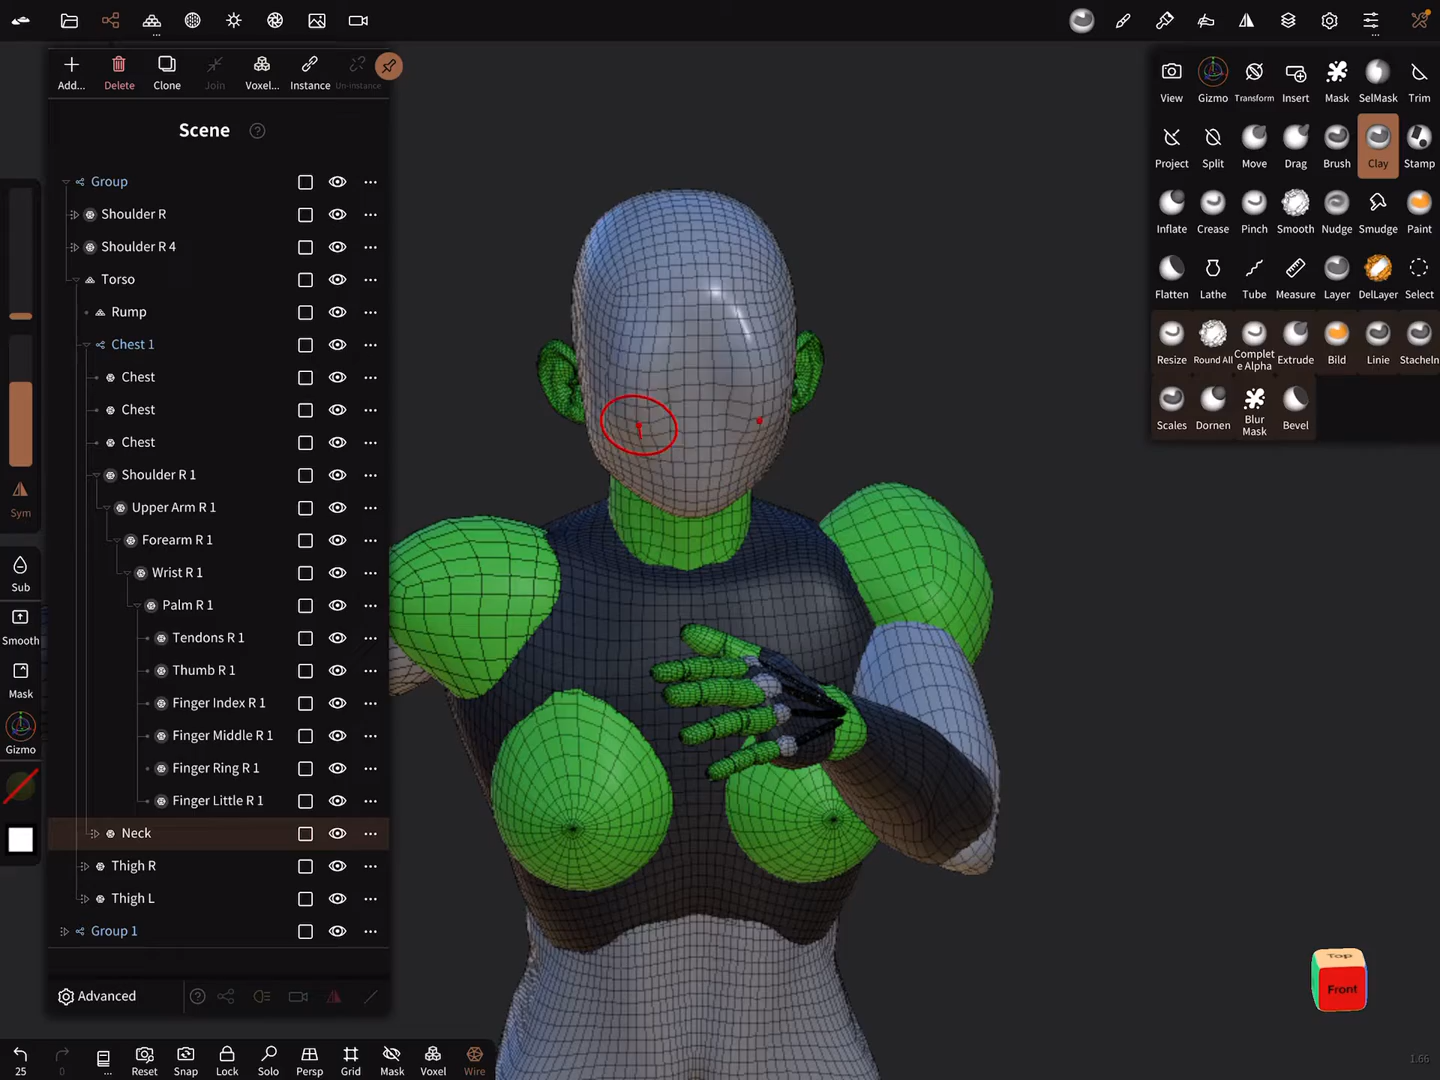 Add...
Delete
Clone
Join
Voxel...
Instance
Un-instance
Scene
?
Group
Shoulder R
Shoulder R 4
Torso
Rump
Chest 1
Chest
Chest
Chest
Shoulder R 1
Upper Arm R 1
Forearm R 1
Wrist R 1
Palm R 1
Tendons R 1
Thumb R 1
Finger Index R 1
Finger Middle R 1
Finger Ring R 1
Finger Little R 1
Neck
Thigh R
Thigh L
Group 1
Advanced
?
Sym
Sub
Smooth
Mask
Gizmo
View
Gizmo
Transform
Insert
Mask
SelMask
Trim
Project
Split
Move
Drag
Brush
Clay
Stamp
Inflate
Crease
Pinch
Smooth
Nudge
Smudge
Paint
Flatten
Lathe
Tube
Measure
Layer
DelLayer
Select
Resize
Round All
Complet
e Alpha
Extrude
Bild
Linie
Stacheln
Scales
Dornen
Blur
Mask
Bevel
Top
Front
25
0
...
Reset
Snap
Lock
Solo
Persp
Grid
Mask
Voxel
Wire
1.66